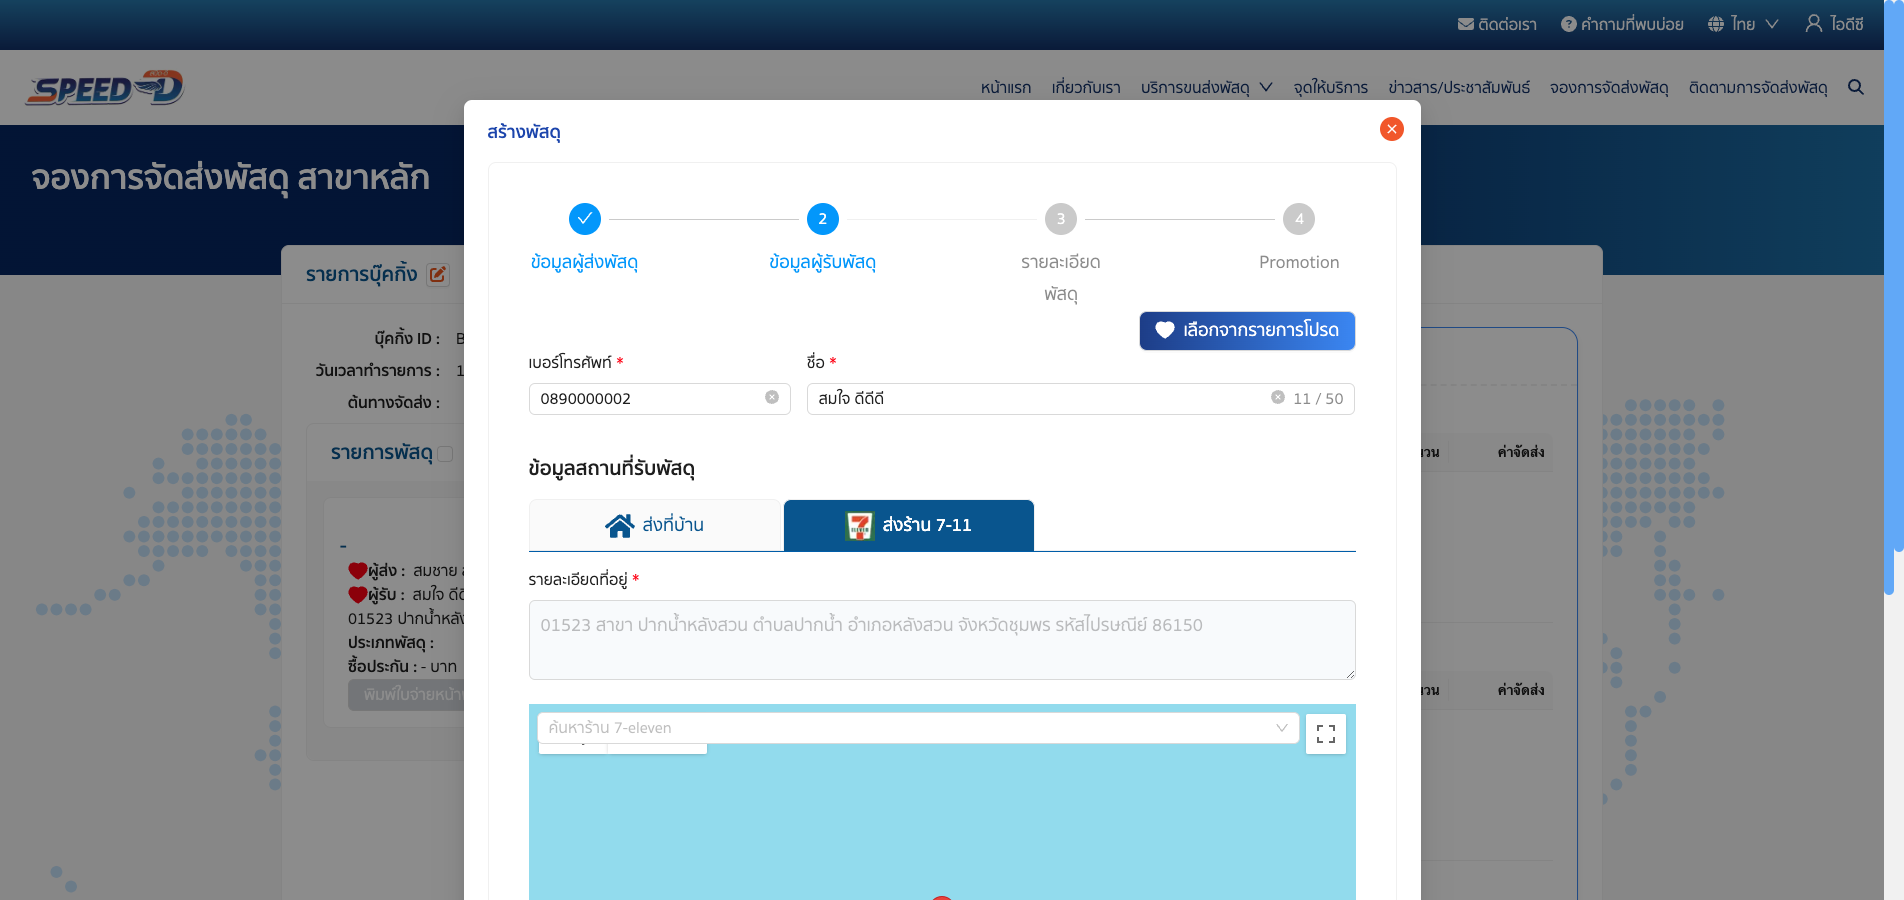 ติดต่อเรา คำถามที่พบบ่อย ไทย ไอดีซี
SPEED-D
หน้าแรก เกี่ยวกับเรา บริการขนส่งพัสดุ จุดให้บริการ ข่าวสาร/ประชาสัมพันธ์ จองการจัดส่งพัสดุ ติดตามการจัดส่งพัสดุ
สร้างพัสดุ
จองการจัดส่งพัสดุ สาขาหลัก
2 3 4
ข้อมูลผู้ส่งพัสดุ ข้อมูลผู้รับพัสดุ รายละเอียด Promotion
พัสดุ
รายการบุ๊คกิ้ง
เลือกจากรายการโปรด
บุ๊คกิ้ง ID : B
วันเวลาทำรายการ : 1
ต้นทางจัดส่ง :
เบอร์โทรศัพท์ * ชื่อ *
0890000002 สมใจ ดีดีดี 11 / 50
รายการพัสดุ
ค่าจัดส่ง
ข้อมูลสถานที่รับพัสดุ
ส่งที่บ้าน ส่งร้าน 7-11
-
ผู้ส่ง : สมชาย
ผู้รับ : สมใจ ดีดี
01523 ปากน้ำหลัง
ประเภทพัสดุ :
ซื้อประกัน : - บาท
พิมพ์ใบจ่ายหน้า
รายละเอียดที่อยู่ *
01523 สาขา ปากน้ำหลังสวน ตำบลปากน้ำ อำเภอหลังสวน จังหวัดชุมพร รหัสไปรษณีย์ 86150
ค่าจัดส่ง
ค้นหาร้าน 7-eleven